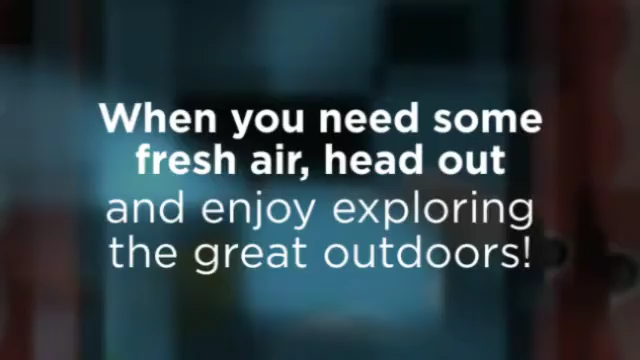 When you need some
fresh air, head out
and enjoy exploring
the great outdoors!